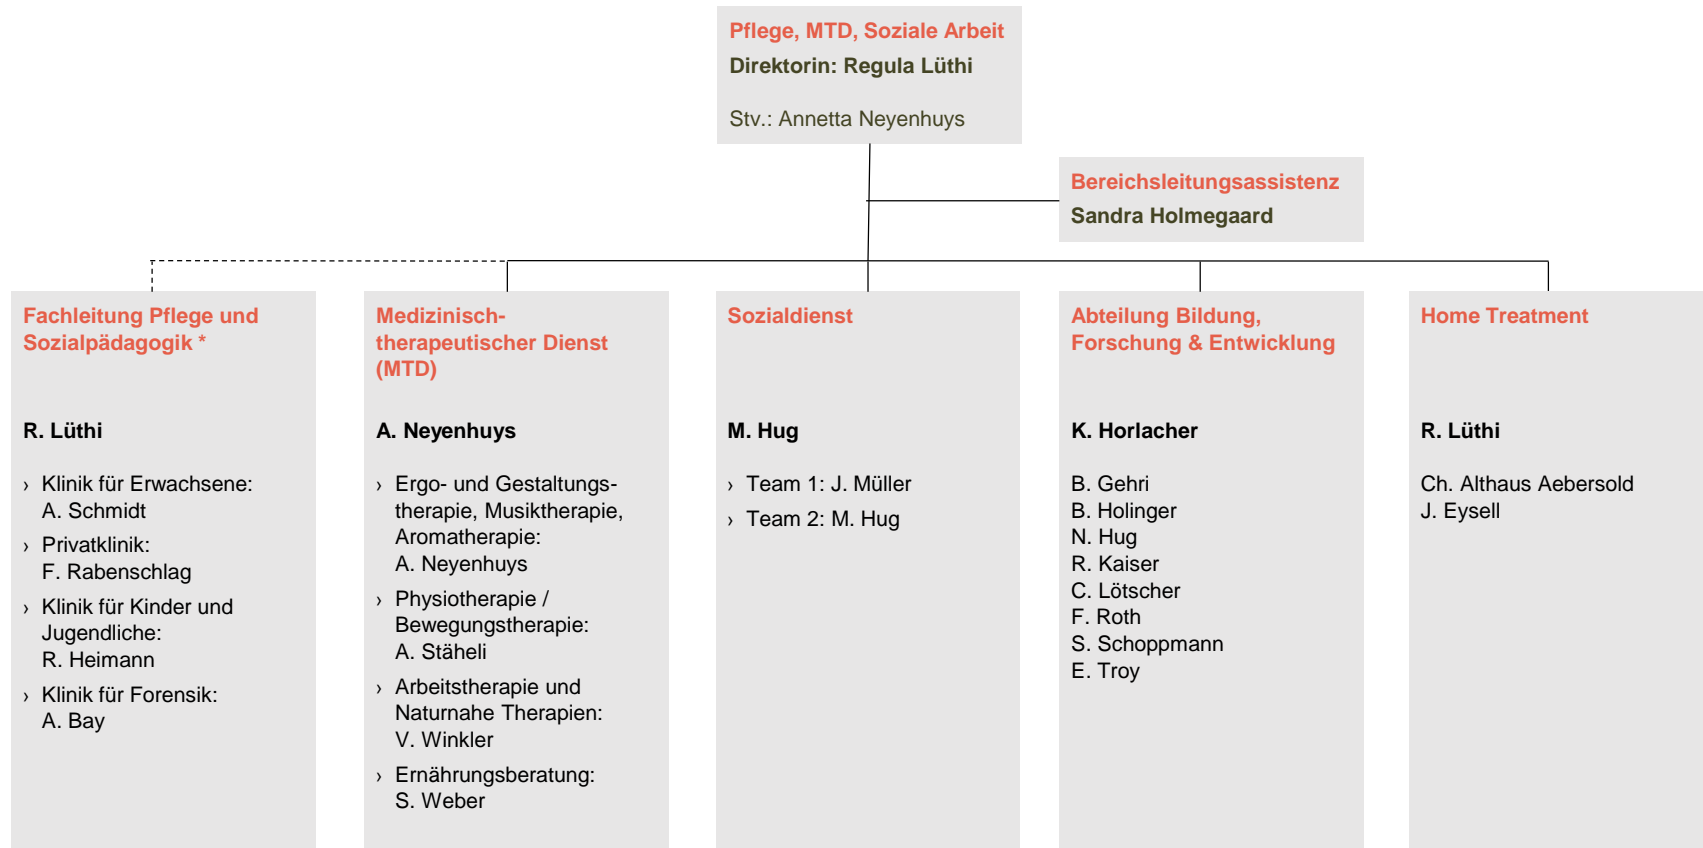 Pflege, MTD, Soziale Arbeit
Direktorin: Regula Lüthi
Stv.: Annetta Neyenhuys
Bereichsleitungsassistenz
Sandra Holmegaard
Fachleitung Pflege und
Sozialpädagogik *
R. Lüthi
› Klinik für Erwachsene:
A. Schmidt
› Privatklinik:
F. Rabenschlag
› Klinik für Kinder und
Jugendliche:
R. Heimann
› Klinik für Forensik:
A. Bay
Medizinisch-
therapeutischer Dienst
(MTD)
A. Neyenhuys
› Ergo- und Gestaltungs-
therapie, Musiktherapie,
Aromatherapie:
A. Neyenhuys
› Physiotherapie /
Bewegungstherapie:
A. Stäheli
› Arbeitstherapie und
Naturnahe Therapien:
V. Winkler
› Ernährungsberatung:
S. Weber
Sozialdienst
M. Hug
› Team 1: J. Müller
› Team 2: M. Hug
Abteilung Bildung,
Forschung & Entwicklung
K. Horlacher
B. Gehri
B. Holinger
N. Hug
R. Kaiser
C. Lötscher
F. Roth
S. Schoppmann
E. Troy
Home Treatment
R. Lüthi
Ch. Althaus Aebersold
J. Eysell